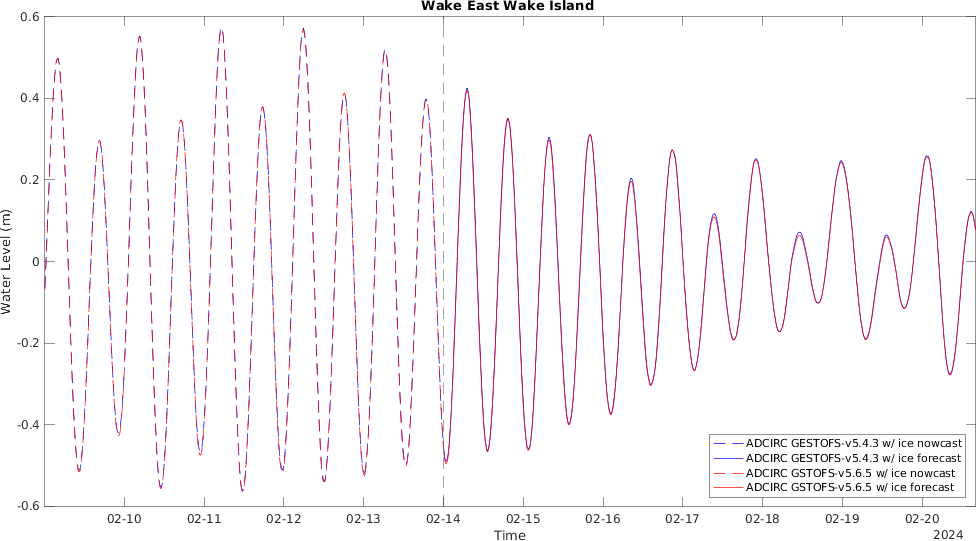 Wake East Wake Island
0.6
0.4
0.2
0
-0.2
-0.4
-0.6
Water Level (m)
ADCIRC GESTOFS-v5.4.3 w/ ice nowcast
ADCIRC GESTOFS-v5.4.3 w/ ice forecast
ADCIRC GSTOFS-v5.6.5 w/ ice nowcast
ADCIRC GSTOFS-v5.6.5 w/ ice forecast
02-10 02-11 02-12 02-13 02-14 02-15 02-16 02-17 02-18 02-19 02-20
Time
2024